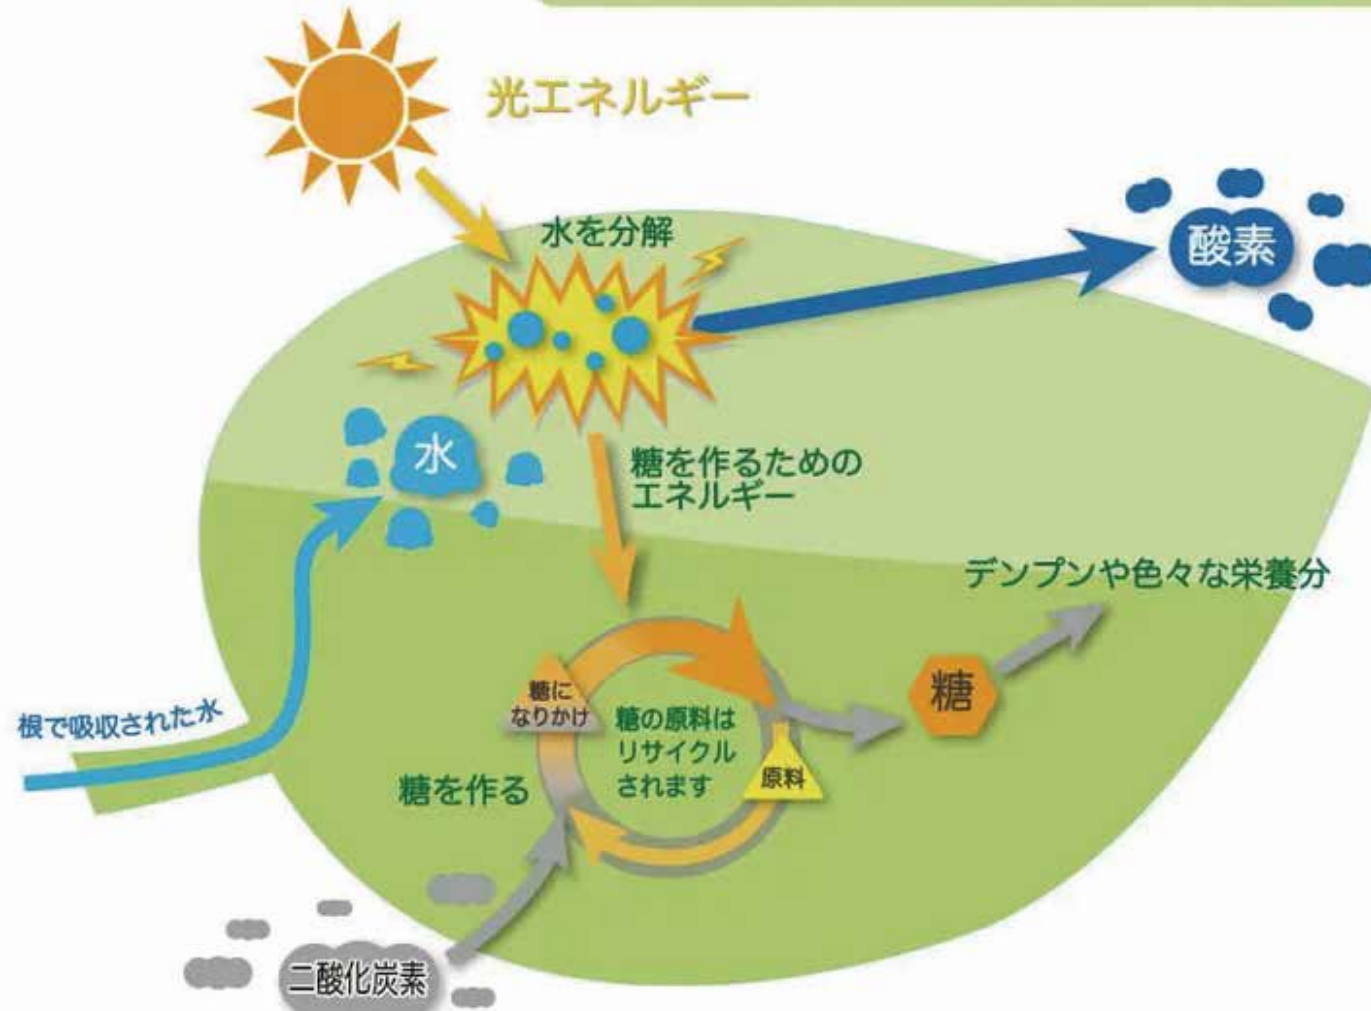 光エネルギー
水を分解
酸素
水
糖を作るための
エネルギー
デンプンや色々な栄養分
糖
糖に
なりかけ
糖の原料は
リサイクル
されます
原料
根で吸収された水
糖を作る
二酸化炭素